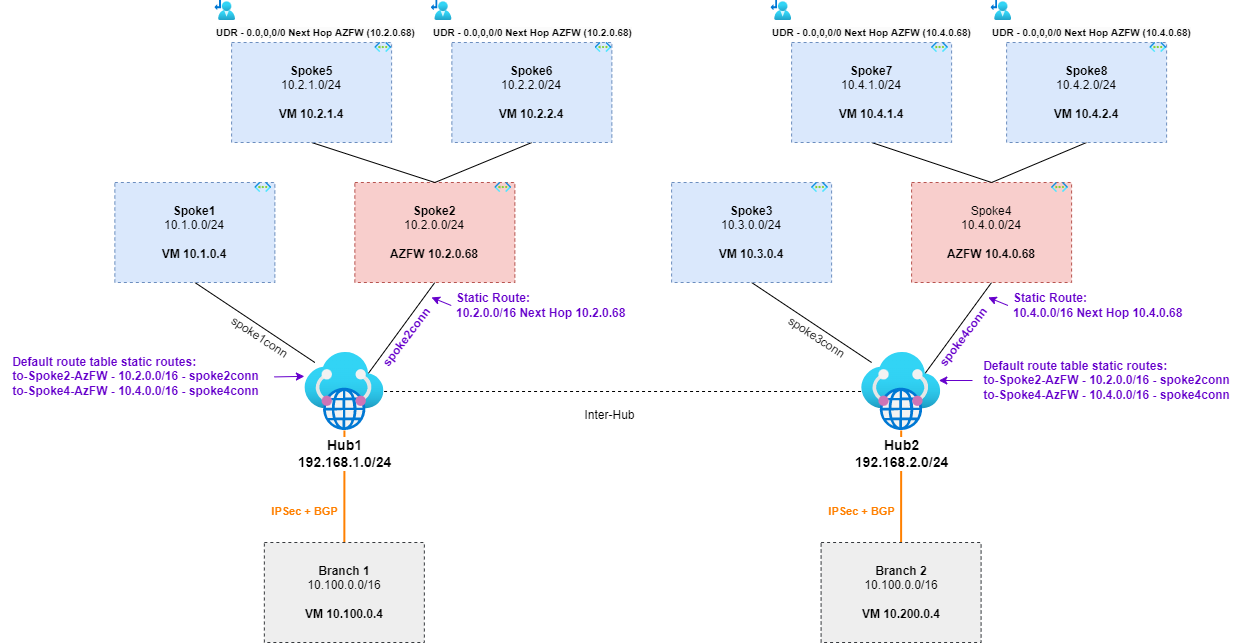 UDR - 0.0,0,0/0 Next Hop AZFW (10.2.0.68)
UDR - 0.0,0,0/0 Next Hop AZFW (10.2.0.68)
UDR - 0.0,0,0/0 Next Hop AZFW (10.4.0.68)
UDR - 0.0,0,0/0 Next Hop AZFW (10.4.0.68)
Spoke5
10.2.1.0/24
VM 10.2.1.4
Spoke6
10.2.2.0/24
VM 10.2.2.4
Spoke7
10.4.1.0/24
VM 10.4.1.4
Spoke8
10.4.2.0/24
VM 10.4.2.4
Spoke1
10.1.0.0/24
VM 10.1.0.4
Spoke2
10.2.0.0/24
AZFW 10.2.0.68
Spoke3
10.3.0.0/24
VM 10.3.0.4
Spoke4
10.4.0.0/24
AZFW 10.4.0.68
spoke1conn
spoke2conn
Static Route:
10.2.0.0/16 Next Hop 10.2.0.68
spoke3conn
spoke4conn
Static Route:
10.4.0.0/16 Next Hop 10.4.0.68
Default route table static routes:
to-Spoke2-AzFW - 10.2.0.0/16 - spoke2conn
to-Spoke4-AzFW - 10.4.0.0/16 - spoke4conn
Default route table static routes:
to-Spoke2-AzFW - 10.2.0.0/16 - spoke2conn
to-Spoke4-AzFW - 10.4.0.0/16 - spoke4conn
Inter-Hub
Hub1
192.168.1.0/24
Hub2
192.168.2.0/24
IPSec + BGP
IPSec + BGP
Branch 1
10.100.0.0/16
VM 10.100.0.4
Branch 2
10.100.0.0/16
VM 10.200.0.4